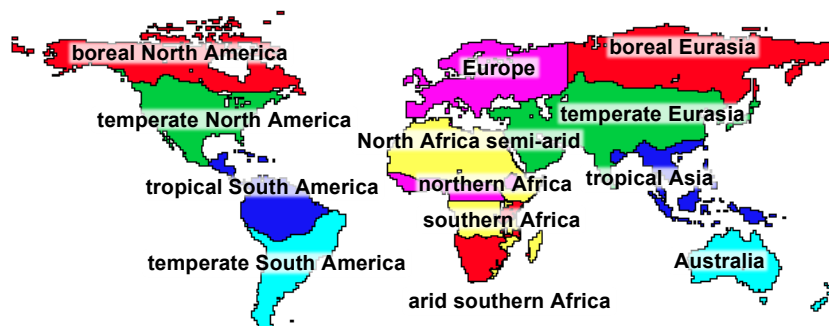 boreal North America
boreal Eurasia
Europe
temperate North America
temperate Eurasia
North Africa semi-arid
tropical South America
northern Africa
tropical Asia
southern Africa
temperate South America
Australia
arid southern Africa